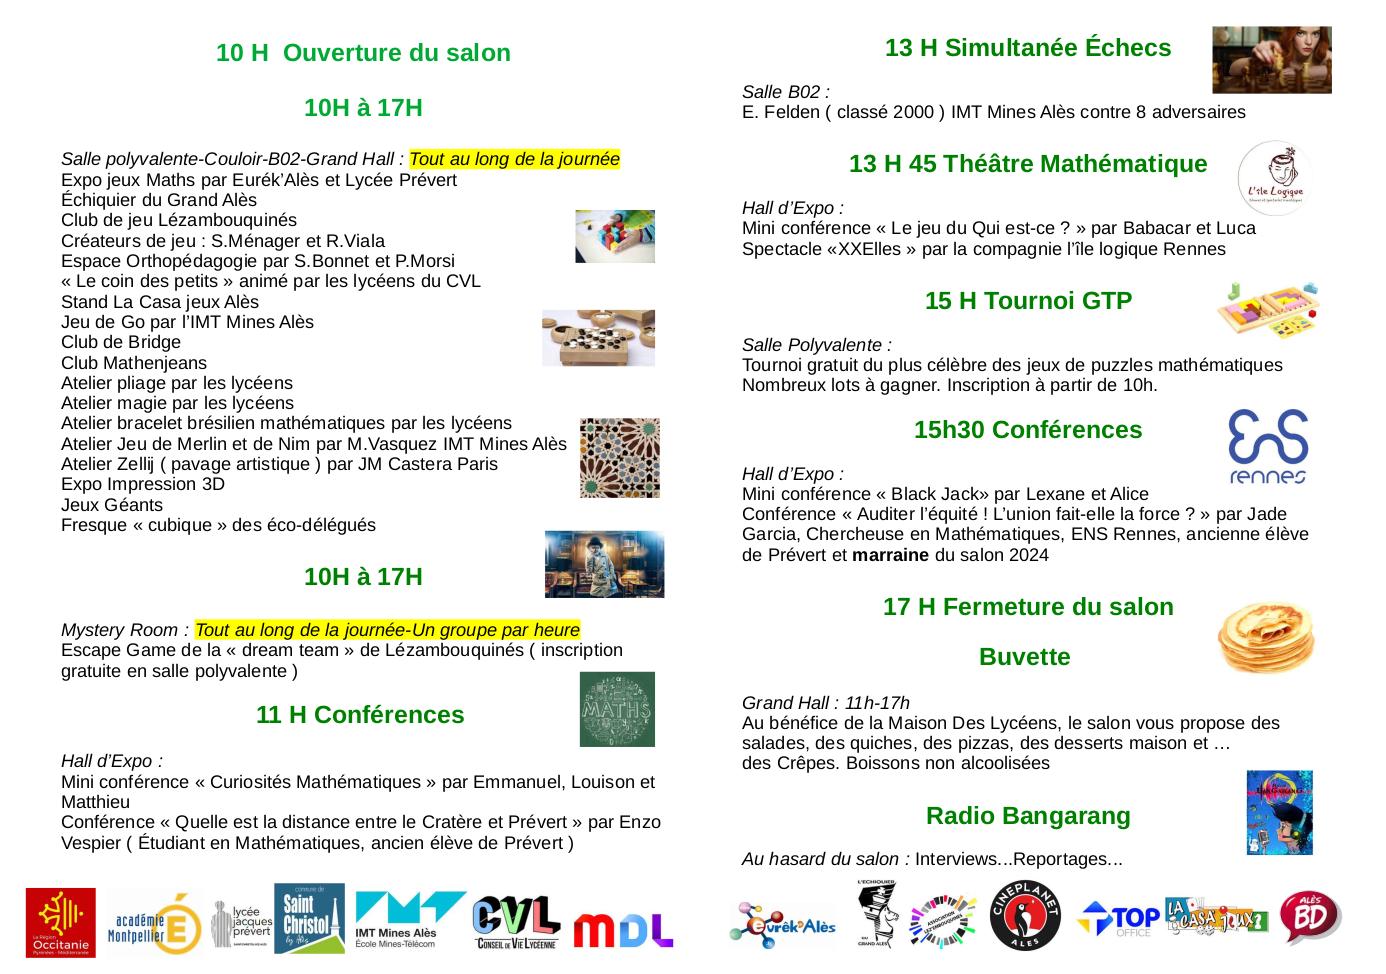 10 H  Ouverture du salon
10H à 17H
Salle polyvalente-Couloir-B02-Grand Hall : Tout au long de la journée
Expo jeux Maths par Eurék’Alès et Lycée Prévert
Échiquier du Grand Alès
Club de jeu Lézambouquinés
Créateurs de jeu : S.Ménager et R.Viala
Espace Orthopédagogie par S.Bonnet et P.Morsi
« Le coin des petits » animé par les lycéens du CVL
Stand La Casa jeux Alès
Jeu de Go par l’IMT Mines Alès
Club de Bridge
Club Mathenjeans
Atelier pliage par les lycéens
Atelier magie par les lycéens
Atelier bracelet brésilien mathématiques par les lycéens
Atelier Jeu de Merlin et de Nim par M.Vasquez IMT Mines Alès
Atelier Zellij ( pavage artistique ) par JM Castera Paris
Expo Impression 3D
Jeux Géants
Fresque « cubique » des éco-délégués
10H à 17H
Mystery Room : Tout au long de la journée-Un groupe par heure
Escape Game de la « dream team » de Lézambouquinés ( inscription
gratuite en salle polyvalente )
MATHS
11 H Conférences
Hall d’Expo :
Mini conférence « Curiosités Mathématiques » par Emmanuel, Louison et
Matthieu
Conférence « Quelle est la distance entre le Cratère et Prévert » par Enzo
Vespier ( Étudiant en Mathématiques, ancien élève de Prévert )
La Région
Occitanie
Pyrénées - Méditerranée
académie
Montpellier
lycée
jacques
prévert
commune de
Saint
Christol
by Alès
IMT Mines Alès
École Mines-Télécom
CVL
CONSEIL DE VIE LYCÉENNE
MDL
13 H Simultanée Échecs
Salle B02 :
E. Felden ( classé 2000 ) IMT Mines Alès contre 8 adversaires
13 H 45 Théâtre Mathématique
L'île Logique
Hall d’Expo :
Mini conférence « Le jeu du Qui est-ce ? » par Babacar et Luca
Spectacle «XXElles » par la compagnie l’île logique Rennes
15 H Tournoi GTP
Salle Polyvalente :
Tournoi gratuit du plus célèbre des jeux de puzzles mathématiques
Nombreux lots à gagner. Inscription à partir de 10h.
15h30 Conférences
ENS
rennes
Hall d’Expo :
Mini conférence « Black Jack» par Lexane et Alice
Conférence « Auditer l’équité ! L’union fait-elle la force ? » par Jade
Garcia, Chercheuse en Mathématiques, ENS Rennes, ancienne élève
de Prévert et marraine du salon 2024
17 H Fermeture du salon
Buvette
Grand Hall : 11h-17h
Au bénéfice de la Maison Des Lycéens, le salon vous propose des
salades, des quiches, des pizzas, des desserts maison et …
des Crêpes. Boissons non alcoolisées
BANGARANG
Radio Bangarang
Au hasard du salon : Interviews...Reportages...
eurêk@Alès
L'ECHIQUIER
DU
GRAND ALES
ASSOCIATION
LEZAMBOUQUINES
CINEPLANET
ALES
TOP
OFFICE
LA
CASA JOUX?
ALÈS
BD